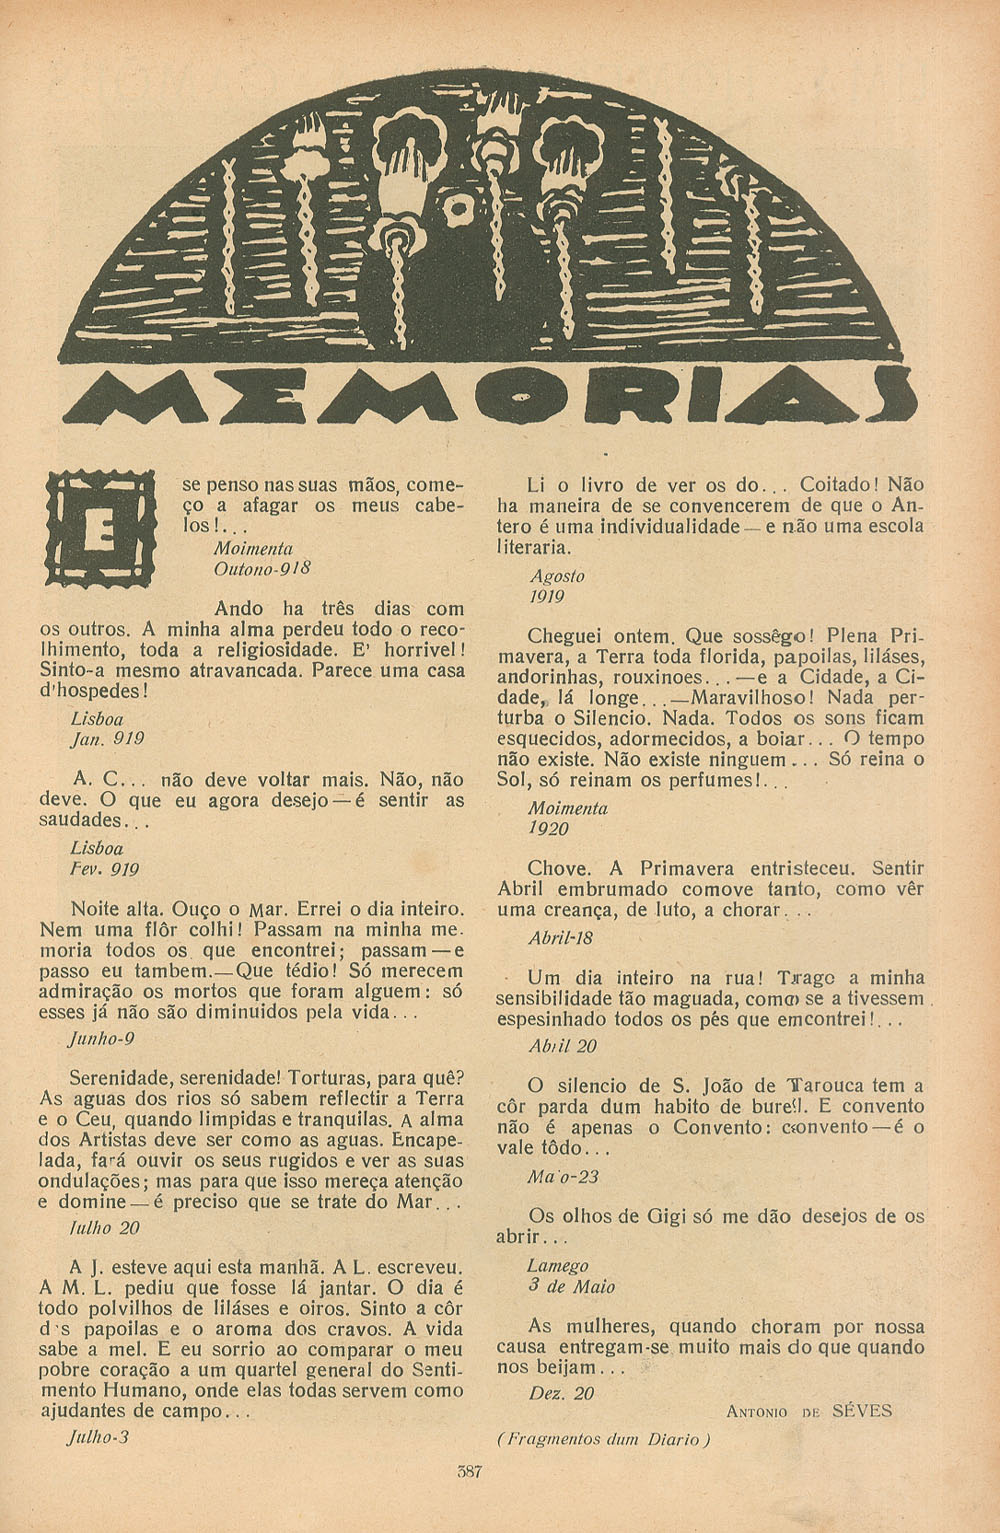 MEMORIAS
E se penso nas suas mãos, come-
ço a afagar os meus cabe-
los!...
Moimenta
Outono-918
Ando ha três dias com
os outros. A minha alma perdeu todo o reco-
lhimento, toda a religiosidade. E' horrivel!
Sinto-a mesmo atravancada. Parece uma casa
d'hospedes!
Lisboa
Jan. 919
A. C... não deve voltar mais. Não, não
deve. O que eu agora desejo—é sentir as
saudades...
Lisboa
Fev. 919
Noite alta. Ouço o Mar. Errei o dia inteiro.
Nem uma flôr colhi! Passam na minha me-
moria todos os que encontrei; passam—e
passo eu tambem.—Que tédio! Só merecem
admiração os mortos que foram alguem: só
esses já não são diminuidos pela vida...
Junho-9
Serenidade, serenidade! Torturas, para quê?
As aguas dos rios só sabem reflectir a Terra
e o Ceu, quando limpidas e tranquilas. A alma
dos Artistas deve ser como as aguas. Encape-
lada, fará ouvir os seus rugidos e ver as suas
ondulações; mas para que isso mereça atenção
e domine—é preciso que se trate do Mar...
Julho 20
A J. esteve aqui esta manhã. A L. escreveu.
A M. L. pediu que fosse lá jantar. O dia é
todo polvilhos de liláses e oiros. Sinto a côr
d's papoilas e o aroma dos cravos. A vida
sabe a mel. E eu sorrio ao comparar o meu
pobre coração a um quartel general do Senti-
mento Humano, onde elas todas servem como
ajudantes de campo...
Julho-3
Li o livro de ver os do... Coitado! Não
ha maneira de se convencerem de que o An-
tero é uma individualidade—e não uma escola
literaria.
Agosto
1919
Cheguei ontem. Que sossêgo! Plena Pri-
mavera, a Terra toda florida, papoilas, liláses,
andorinhas, rouxinoes...—e a Cidade, a Ci-
dade, lá longe...—Maravilhoso! Nada per-
turba o Silencio. Nada. Todos os sons ficam
esquecidos, adormecidos, a boiar... O tempo
não existe. Não existe ninguem... Só reina o
Sol, só reinam os perfumes!...
Moimenta
1920
Chove. A Primavera entristeceu. Sentir
Abril embrumado comove tanto, como vêr
uma creança, de luto, a chorar...
Abril-18
Um dia inteiro na rua! Trago a minha
sensibilidade tão maguada, como se a tivessem
espesinhado todos os pés que emcontrei!...
Abril 20
O silencio de S. João de Tarouca tem a
côr parda dum habito de burel. E convento
não é apenas o Convento: convento—é o
vale tôdo...
Maio-23
Os olhos de Gigi só me dão desejos de os
abrir...
Lamego
3 de Maio
As mulheres, quando choram por nossa
causa entregam-se muito mais do que quando
nos beijam...
Dez. 20
ANTONIO DE SÉVES
(Fragmentos dum Diario)
387